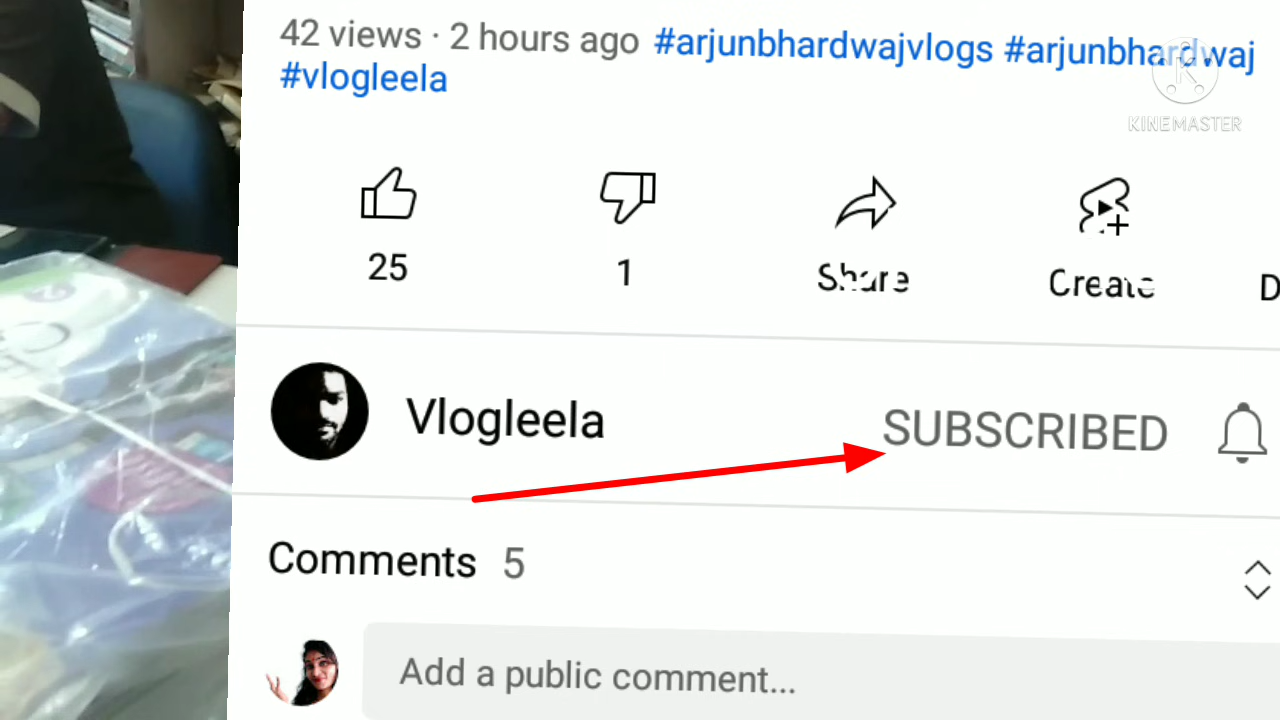 42 views · 2 hours ago #arjunbhardwajvlogs #arjunbhardwaj
#vlogleela
KINEMASTER
25
1
Share
Create
D
Vlogleela
SUBSCRIBED
Comments 5
Add a public comment...